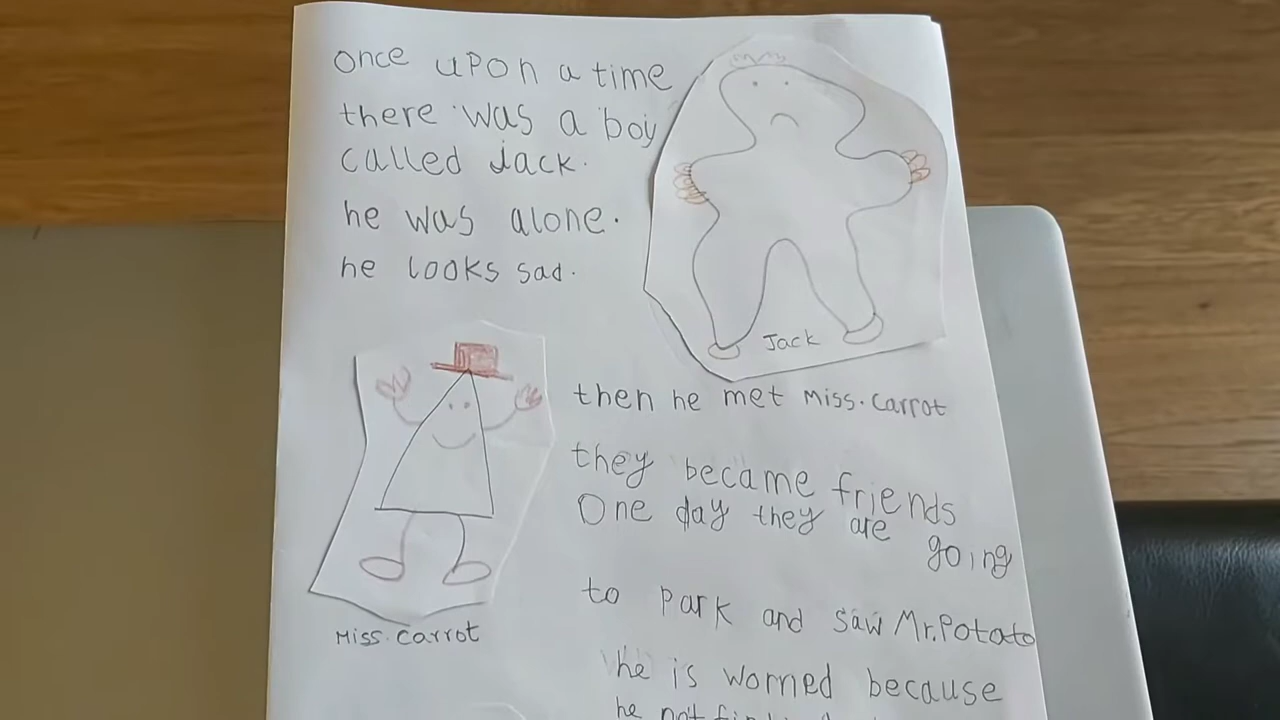 once upon a time
there was a boy
called jack.
he was alone.
he looks sad.
Jack
then he met Miss.carrot
they became friends
One day they are going
to park and saw Mr.Potato
Miss.carrot
he is worried because
he not